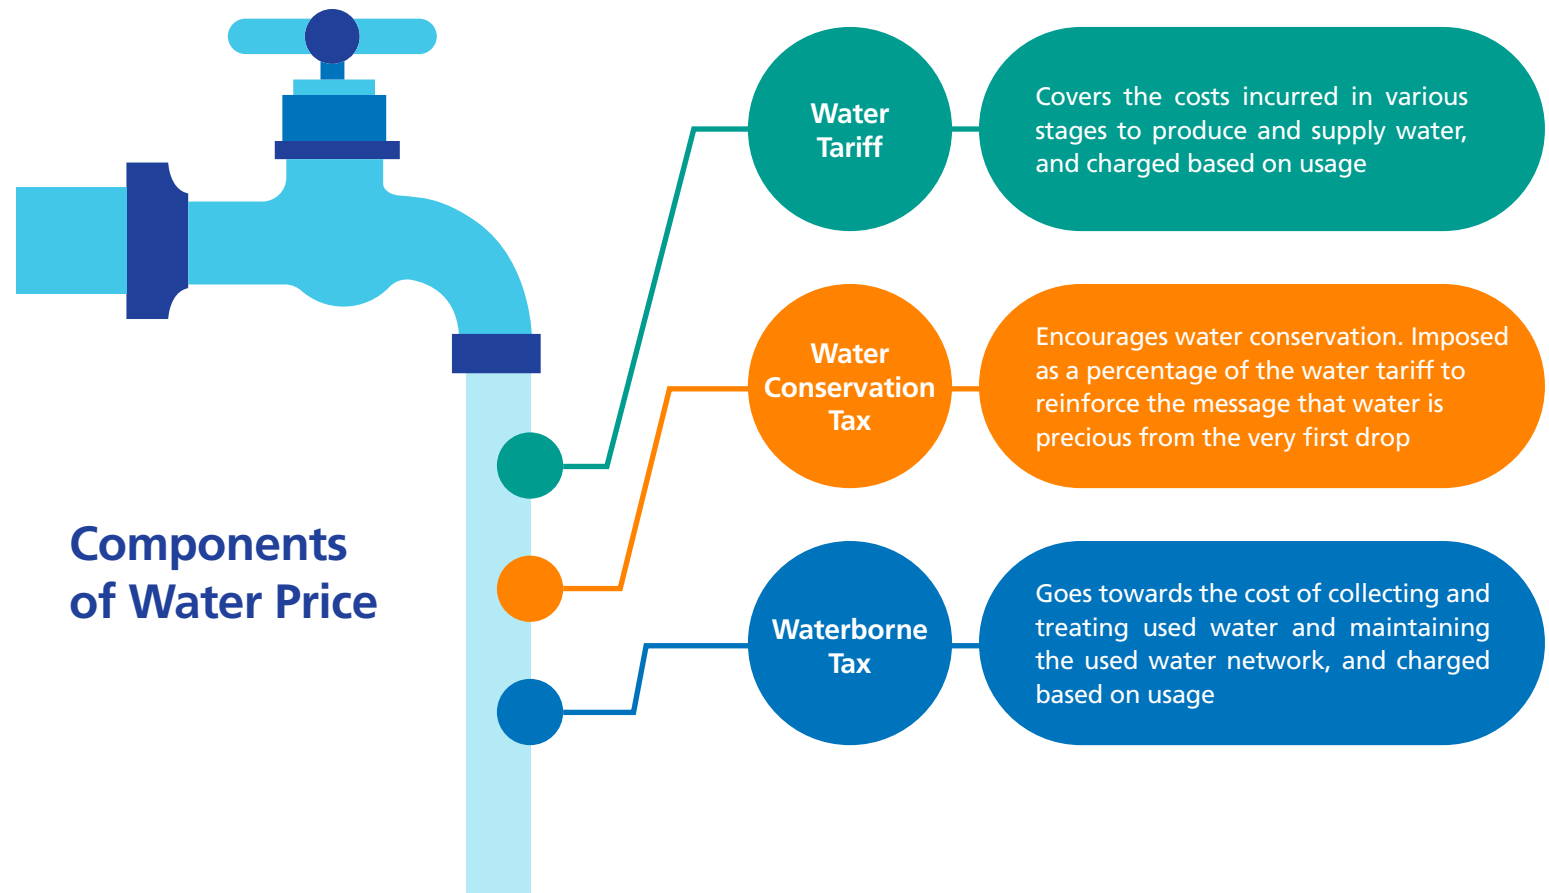 Components
of Water Price
Water
Tariff
Covers the costs incurred in various
stages to produce and supply water,
and charged based on usage
Water
Conservation
Tax
Encourages water conservation. Imposed
as a percentage of the water tariff to
reinforce the message that water is
precious from the very first drop
Waterborne
Tax
Goes towards the cost of collecting and
treating used water and maintaining
the used water network, and charged
based on usage